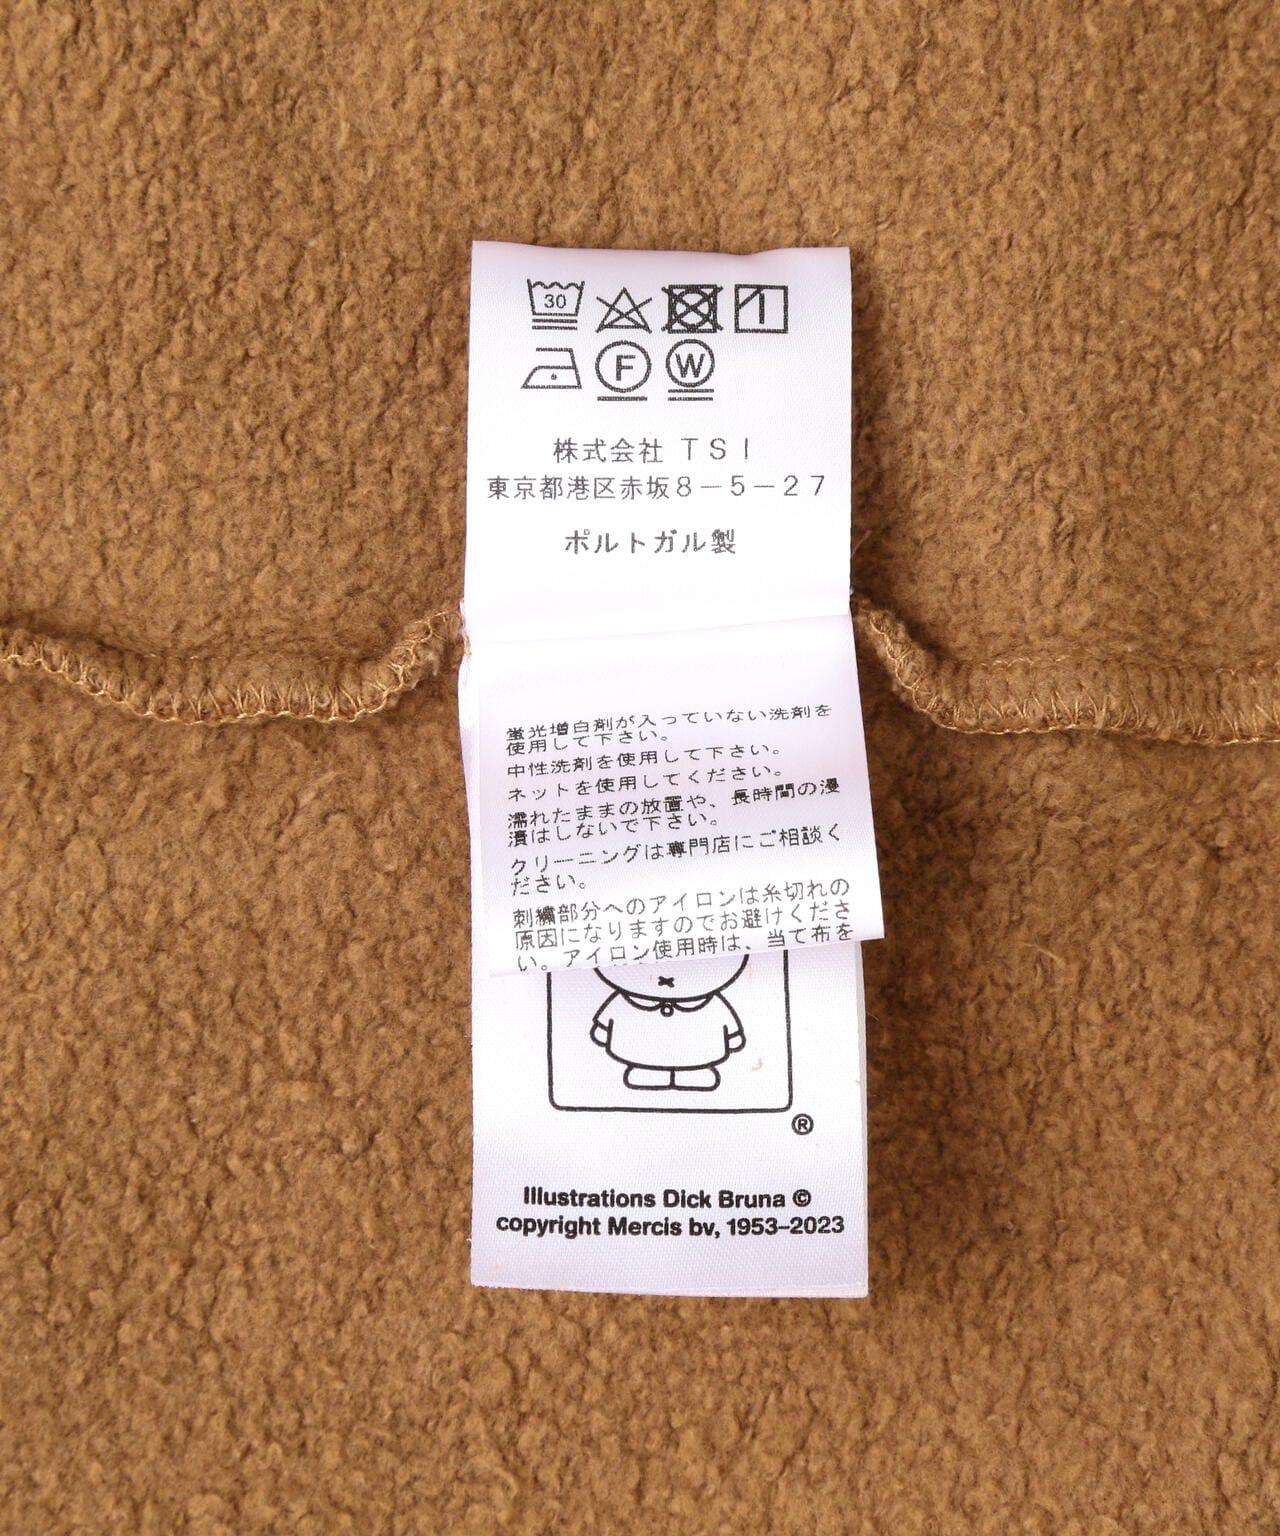 30
F
W
株式会社 TSI
東京都港区赤坂8-5-27
ポルトガル製
蛍光増白剤が入っていない洗剤を
使用して下さい。
中性洗剤を使用して下さい。
ネットを使用してください。
濡れたままの放置や、長時間の浸
漬はしないで下さい。
クリーニングは専門店にご相談く
ださい。
刺繍部分へのアイロンは糸切れの
原因になりますのでお避けくださ
い。アイロン使用時は、当て布を
®
Illustrations Dick Bruna ©
copyright Mercis bv, 1953–2023